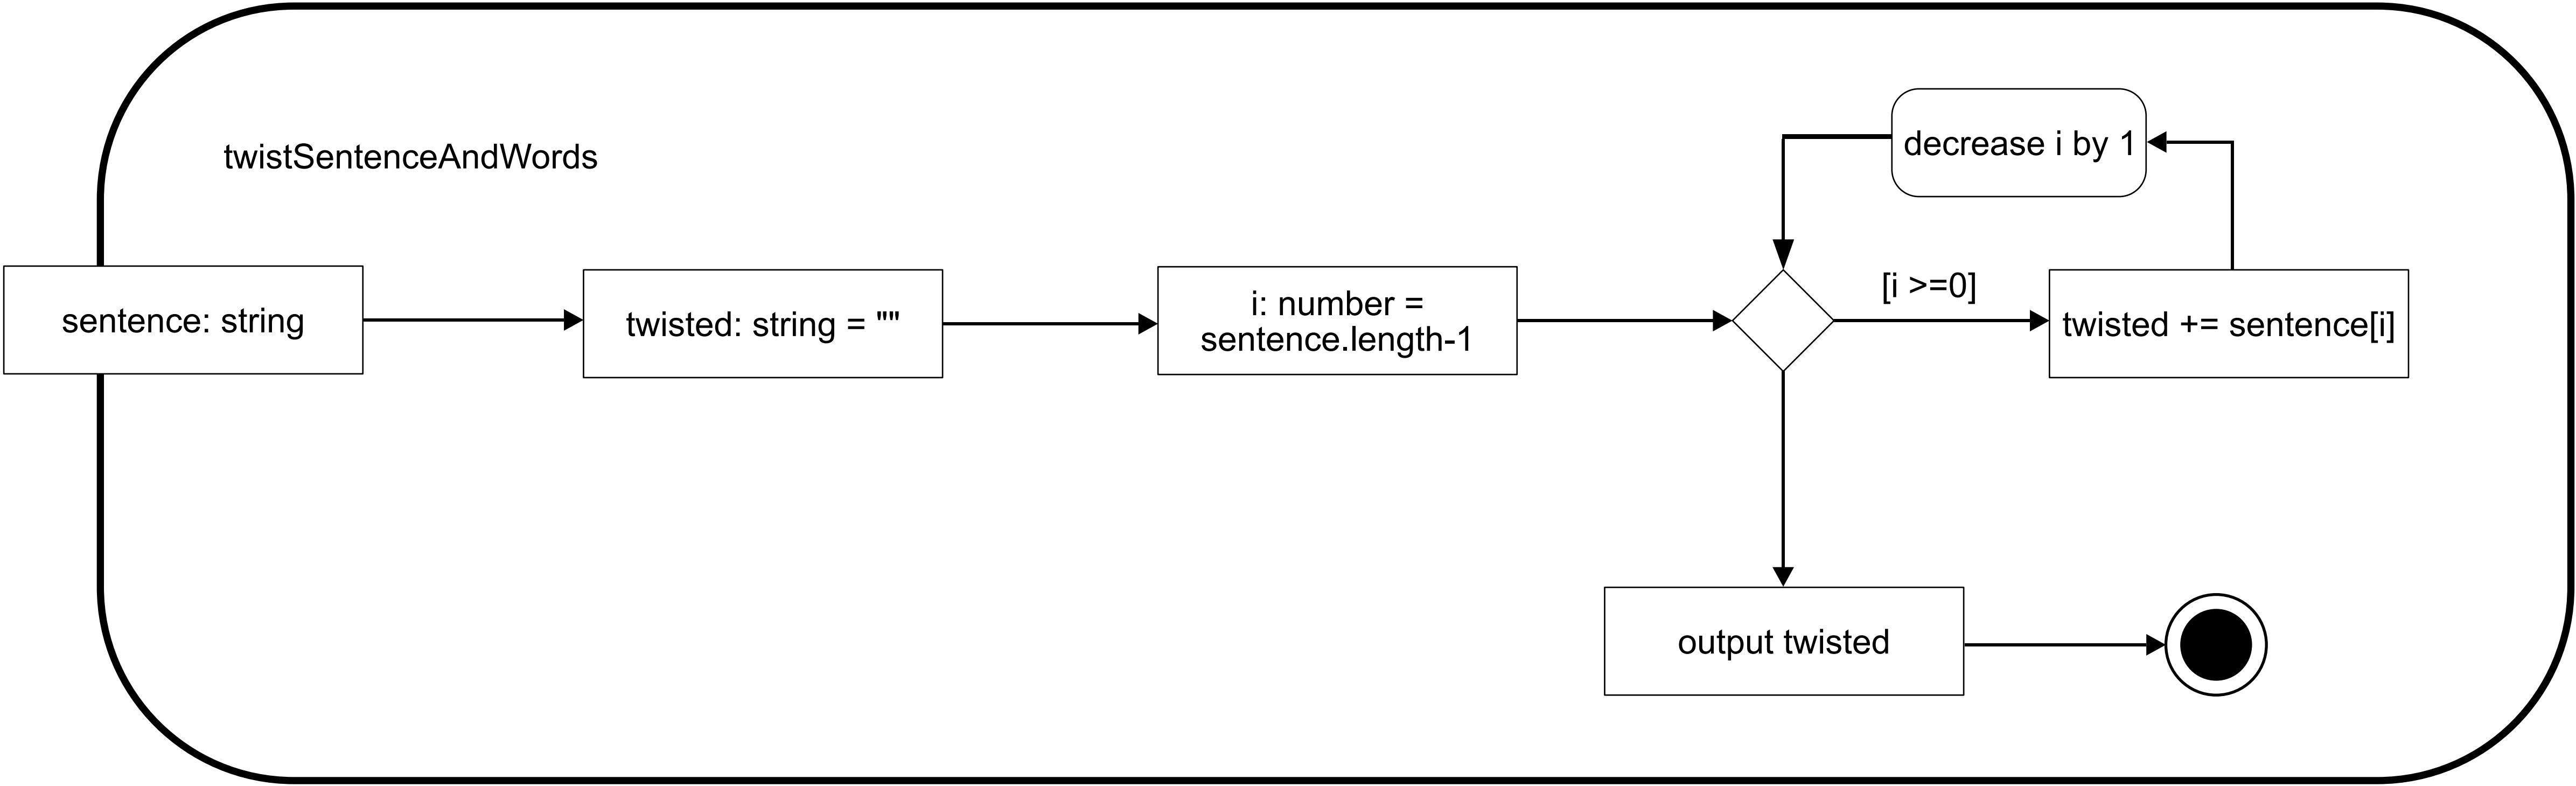 twistSentenceAndWords
decrease i by 1
sentence: string
twisted: string = ""
i: number =
sentence.length-1
[i >=0]
twisted += sentence[i]
output twisted